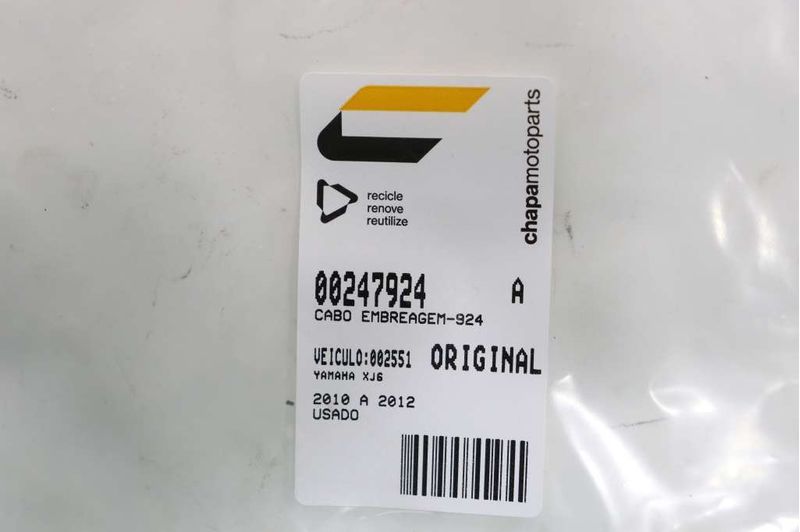 chapamotoparts
recicle
renove
reutilize
00247924 A
CABO EMBREAGEM-924
VEICULO:002551 ORIGINAL
YAMAHA XJ6
2010 A 2012
USADO